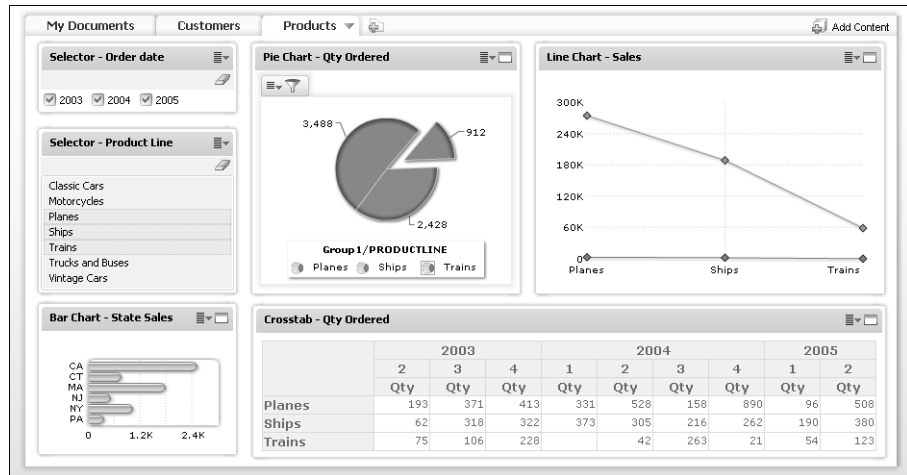 My Documents Customers Products Add Content
Selector - Order date
2003 2004 2005
Selector - Product Line
Classic Cars
Motorcycles
Planes
Ships
Trains
Trucks and Buses
Vintage Cars
Pie Chart - Qty Ordered
3,488
912
2,428
Group 1/PRODUCTLINE
Planes Ships Trains
Line Chart - Sales
300K
240K
180K
120K
60K
0
Planes Ships Trains
Bar Chart - State Sales
CA
CT
MA
NJ
NY
PA
0 1.2K 2.4K
Crosstab - Qty Ordered
2003 2004 2005
2 3 4 1 2 3 4 1 2
Qty Qty Qty Qty Qty Qty Qty Qty Qty
Planes 193 371 413 331 528 158 890 96 508
Ships 62 318 322 373 305 216 262 190 380
Trains 75 106 228 42 263 21 54 123